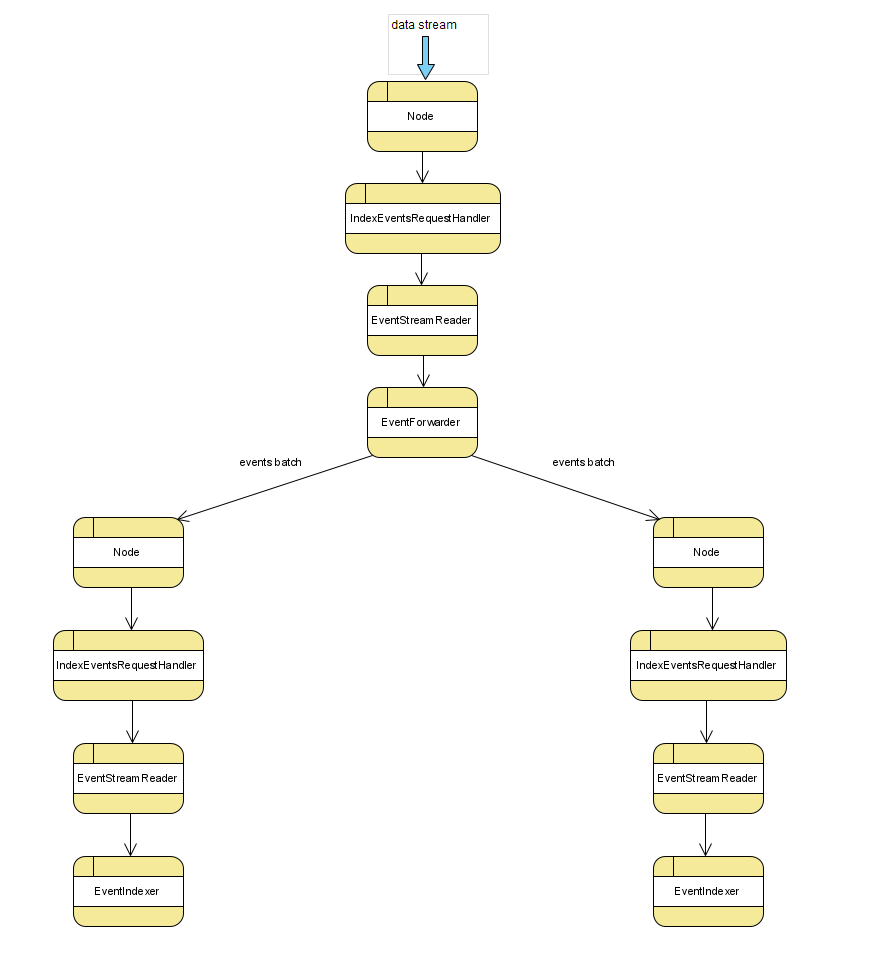 data stream
Node
IndexEventsRequestHandler
EventStreamReader
EventForwarder
events batch
events batch
Node
Node
IndexEventsRequestHandler
IndexEventsRequestHandler
EventStreamReader
EventStreamReader
EventIndexer
EventIndexer